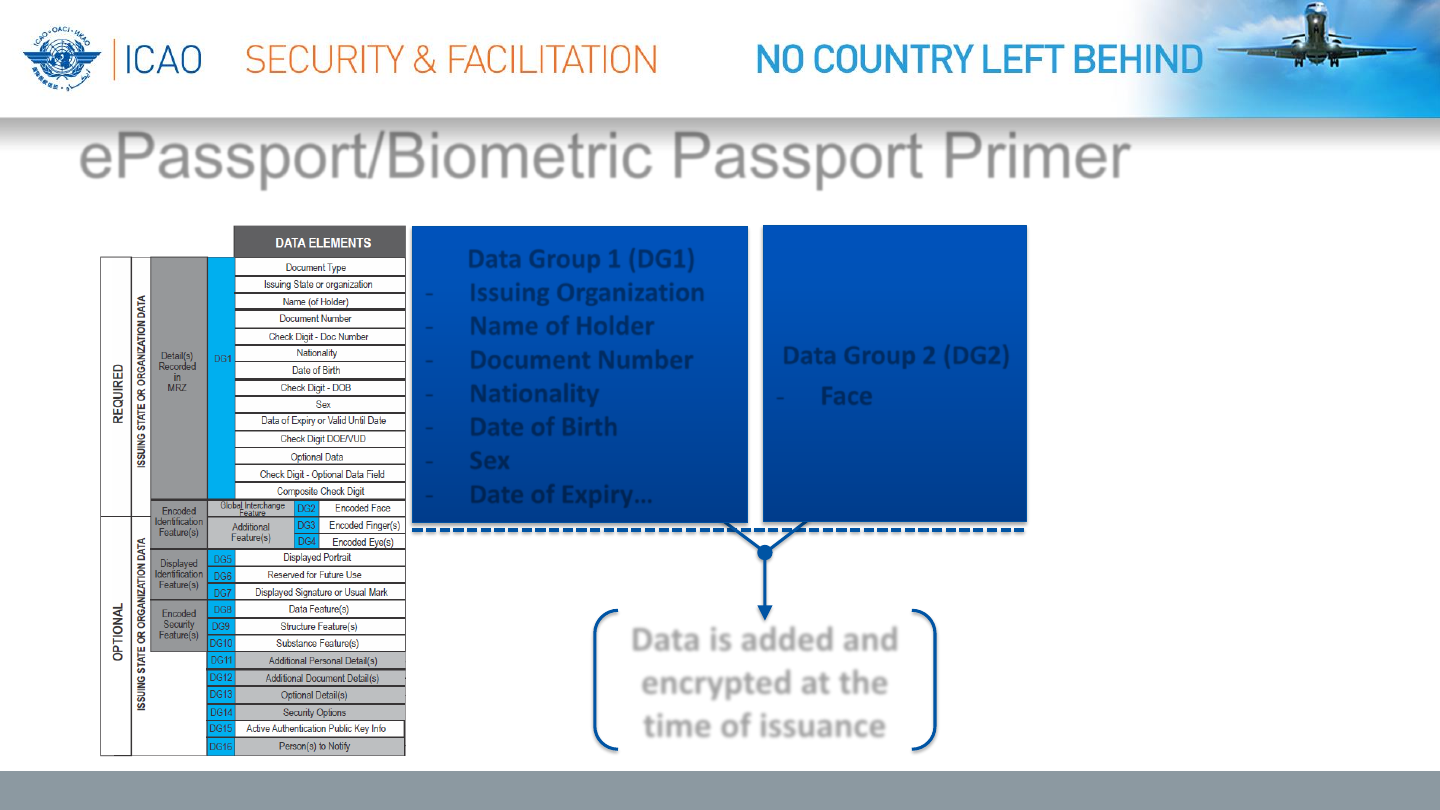 ICAO · OACI · ИКАО
ICAO
SECURITY & FACILITATION
NO COUNTRY LEFT BEHIND
ePassport/Biometric Passport Primer
DATA ELEMENTS
REQUIRED
ISSUING STATE OR ORGANIZATION DATA
Detail(s)
Recorded
in
MRZ
DG1
Document Type
Issuing State or organization
Name (of Holder)
Document Number
Check Digit - Doc Number
Nationality
Date of Birth
Check Digit - DOB
Sex
Data of Expiry or Valid Until Date
Check Digit DOE/VUD
Optional Data
Check Digit - Optional Data Field
Composite Check Digit
OPTIONAL
ISSUING STATE OR ORGANIZATION DATA
Encoded
Identification
Feature(s)
Global Interchange
Feature
DG2 Encoded Face
Additional
Feature(s)
DG3 Encoded Finger(s)
DG4 Encoded Eye(s)
Displayed
Identification
Feature(s)
DG5 Displayed Portrait
DG6 Reserved for Future Use
DG7 Displayed Signature or Usual Mark
Encoded
Security
Feature(s)
DG8 Data Feature(s)
DG9 Structure Feature(s)
DG10 Substance Feature(s)
DG11 Additional Personal Detail(s)
DG12 Additional Document Detail(s)
DG13 Optional Detail(s)
DG14 Security Options
DG15 Active Authentication Public Key Info
DG16 Person(s) to Notify
Data Group 1 (DG1)
- Issuing Organization
- Name of Holder
- Document Number
- Nationality
- Date of Birth
- Sex
- Date of Expiry…
Data Group 2 (DG2)
- Face
Data is added and
encrypted at the
time of issuance